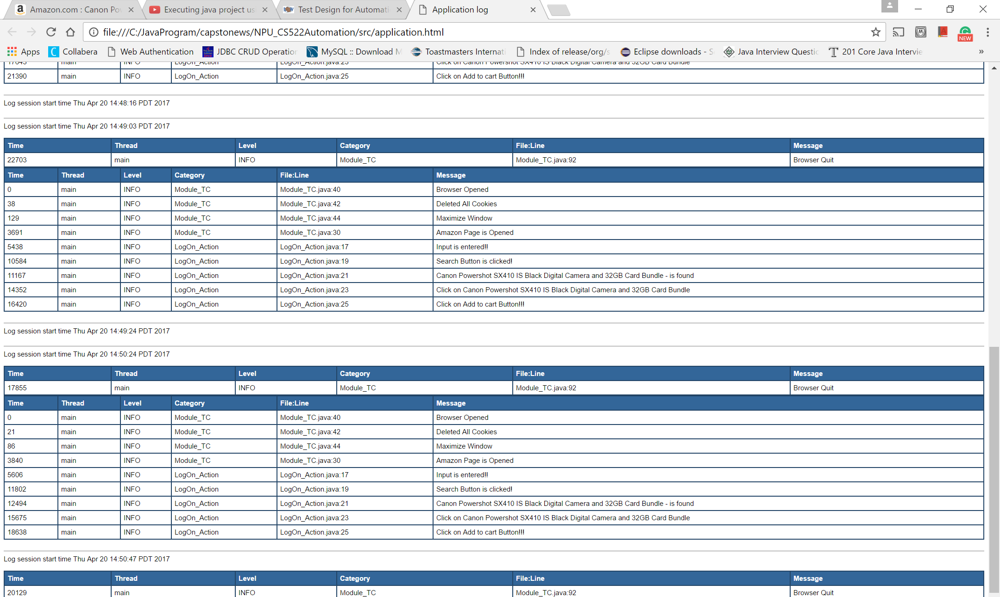 Amazon.com : Canon Po
Executing java project us
Test Design for Automati
Application log
file:///C:/JavaProgram/capstonews/NPU_CS522Automation/src/application.html
NEW
Apps
Collabera
Web Authentication
JDBC CRUD Operation
MySQL :: Download M
Toastmasters Internati
Index of release/org/s
Eclipse downloads - S
Java Interview Questio
201 Core Java Intervie
»
17643 main INFO LogOn_Action LogOn_Action.java:23 Click on Canon Powershot SX410 IS Black Digital Camera and 32GB Card Bundle
21390 main INFO LogOn_Action LogOn_Action.java:25 Click on Add to cart Button!!!
Log session start time Thu Apr 20 14:48:16 PDT 2017
Log session start time Thu Apr 20 14:49:03 PDT 2017
Time Thread Level Category File:Line Message
22703 main INFO Module_TC Module_TC.java:92 Browser Quit
Time Thread Level Category File:Line Message
0 main INFO Module_TC Module_TC.java:40 Browser Opened
38 main INFO Module_TC Module_TC.java:42 Deleted All Cookies
129 main INFO Module_TC Module_TC.java:44 Maximize Window
3691 main INFO Module_TC Module_TC.java:30 Amazon Page is Opened
5438 main INFO LogOn_Action LogOn_Action.java:17 Input is entered!!
10584 main INFO LogOn_Action LogOn_Action.java:19 Search Button is clicked!
11167 main INFO LogOn_Action LogOn_Action.java:21 Canon Powershot SX410 IS Black Digital Camera and 32GB Card Bundle - is found
14352 main INFO LogOn_Action LogOn_Action.java:23 Click on Canon Powershot SX410 IS Black Digital Camera and 32GB Card Bundle
16420 main INFO LogOn_Action LogOn_Action.java:25 Click on Add to cart Button!!!
Log session start time Thu Apr 20 14:49:24 PDT 2017
Log session start time Thu Apr 20 14:50:24 PDT 2017
Time Thread Level Category File:Line Message
17855 main INFO Module_TC Module_TC.java:92 Browser Quit
Time Thread Level Category File:Line Message
0 main INFO Module_TC Module_TC.java:40 Browser Opened
21 main INFO Module_TC Module_TC.java:42 Deleted All Cookies
86 main INFO Module_TC Module_TC.java:44 Maximize Window
3840 main INFO Module_TC Module_TC.java:30 Amazon Page is Opened
5606 main INFO LogOn_Action LogOn_Action.java:17 Input is entered!!
11802 main INFO LogOn_Action LogOn_Action.java:19 Search Button is clicked!
12494 main INFO LogOn_Action LogOn_Action.java:21 Canon Powershot SX410 IS Black Digital Camera and 32GB Card Bundle - is found
15675 main INFO LogOn_Action LogOn_Action.java:23 Click on Canon Powershot SX410 IS Black Digital Camera and 32GB Card Bundle
18638 main INFO LogOn_Action LogOn_Action.java:25 Click on Add to cart Button!!!
Log session start time Thu Apr 20 14:50:47 PDT 2017
Time Thread Level Category File:Line Message
20129 main INFO Module_TC Module_TC.java:92 Browser Quit